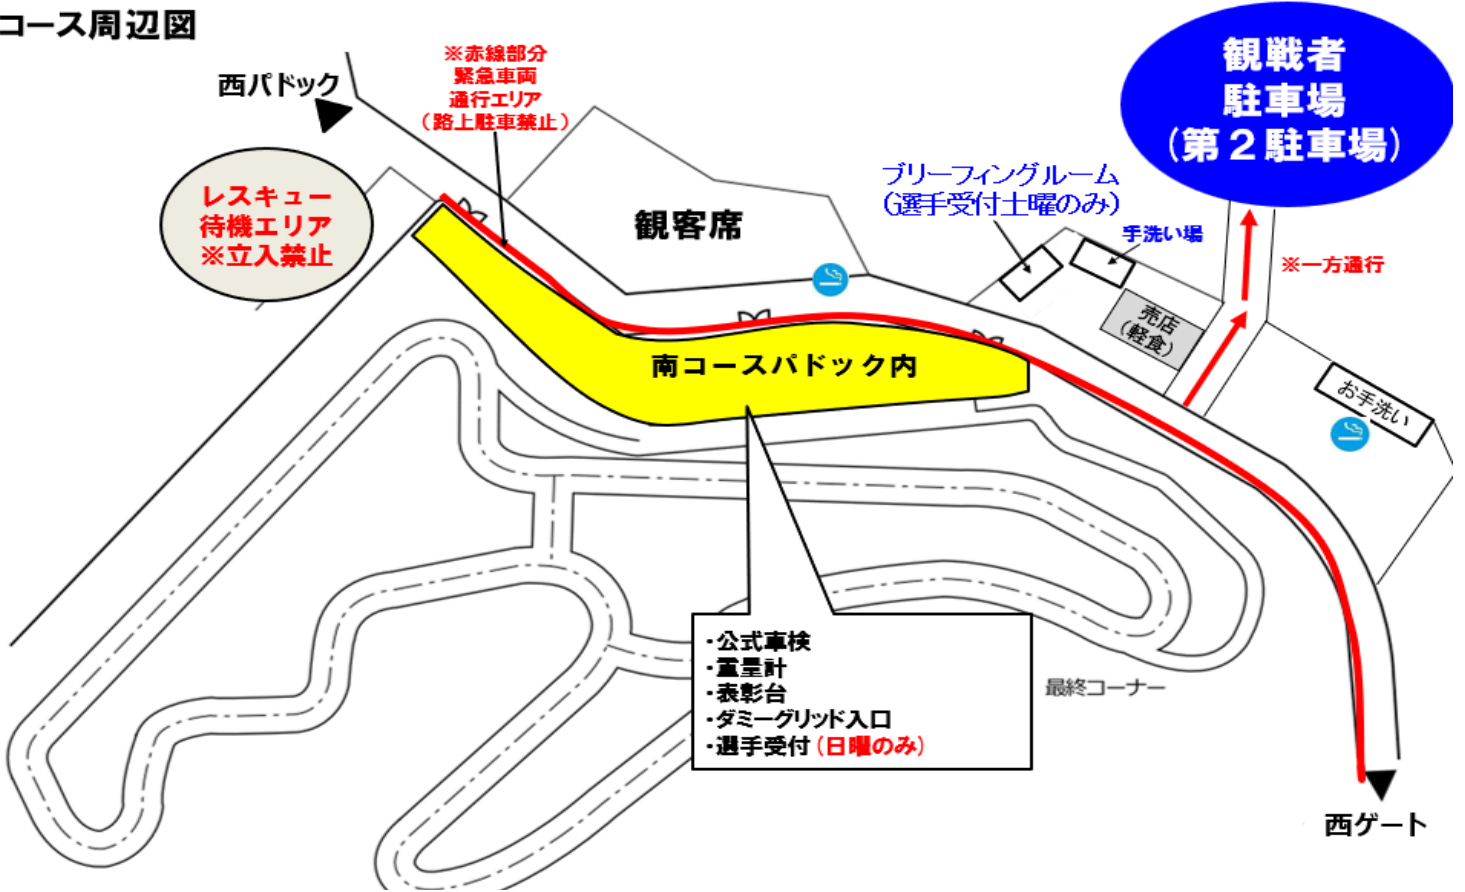 コース周辺図
西パドック
※赤線部分
緊急車両
通行エリア
（路上駐車禁止）
観戦者
駐車場
（第２駐車場）
レスキュー
待機エリア
※立入禁止
観客席
ブリーフィングルーム
（選手受付土曜のみ）
手洗い場
※一方通行
売店
（軽食）
お手洗い
南コースパドック内
・公式車検
・重量計
・表彰台
・ダミーグリッド入口
・選手受付（日曜のみ）
最終コーナー
西ゲート